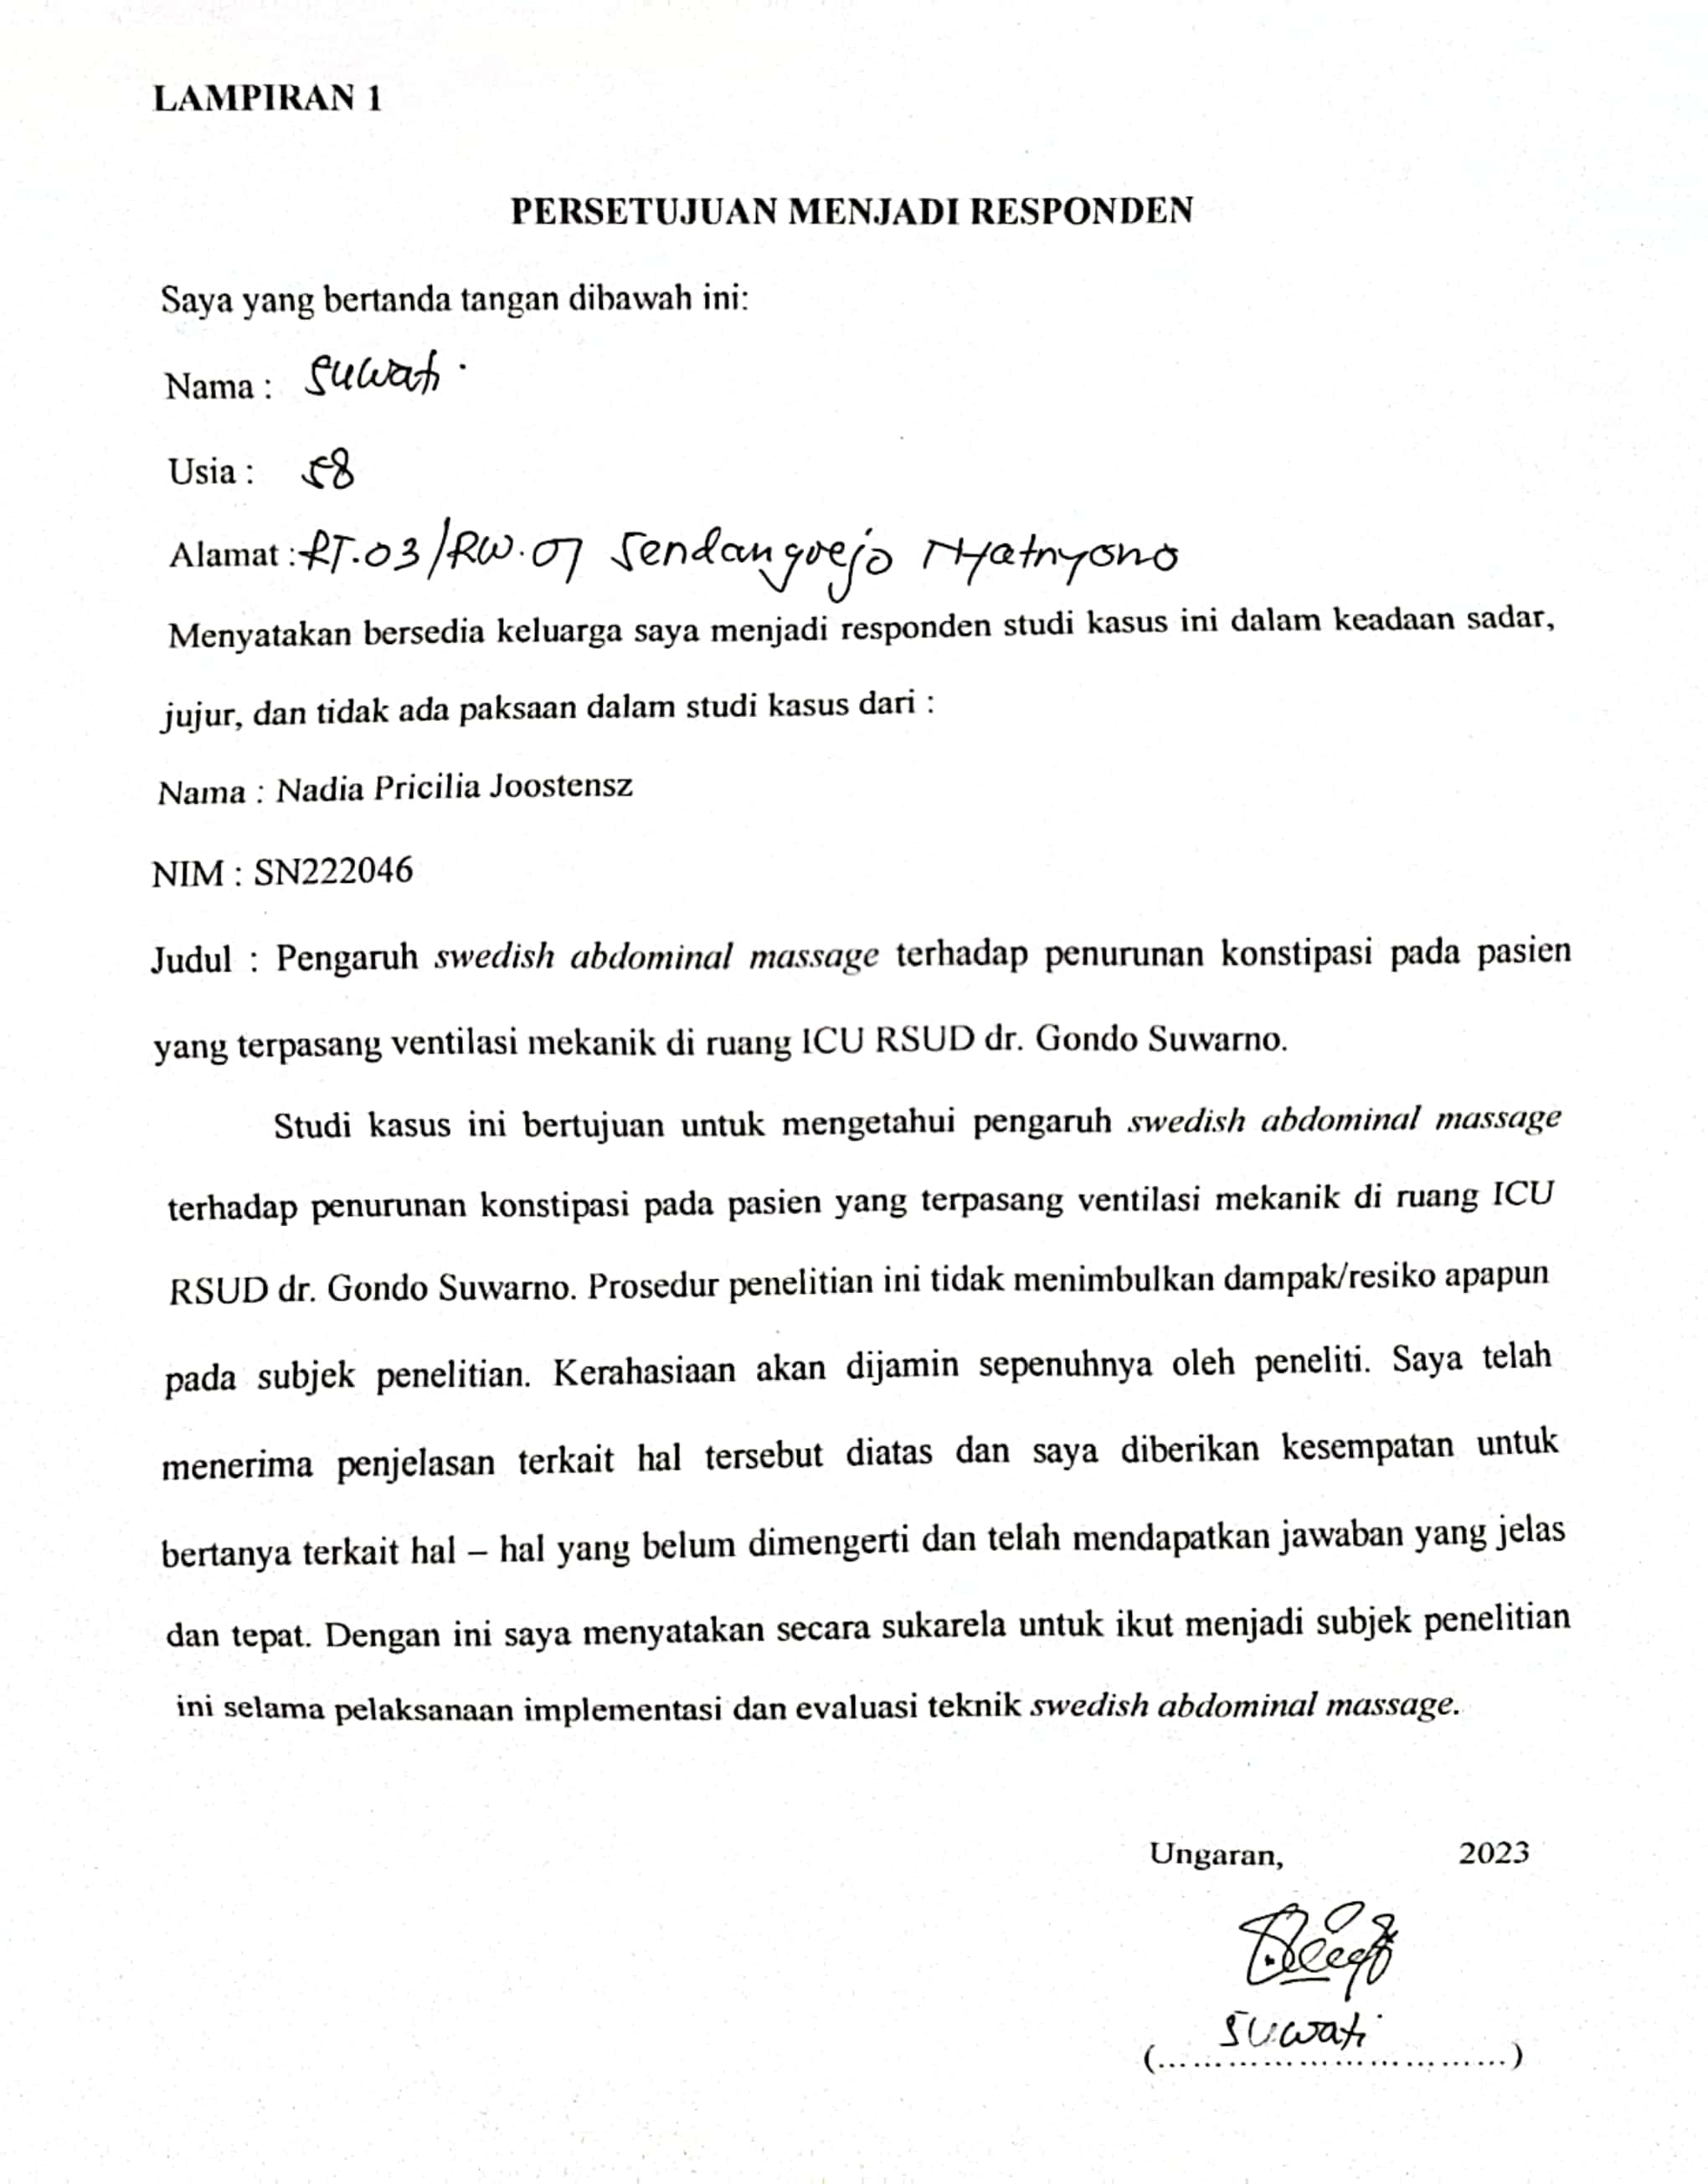 LAMPIRAN 1
PERSETUJUAN MENJADI RESPONDEN
Saya yang bertanda tangan dibawah ini:
Nama : Suwati
Usia : 58
Alamat : RT.03/RW.07 Sendangrejo Nyatnyono
Menyatakan bersedia keluarga saya menjadi responden studi kasus ini dalam keadaan sadar,
jujur, dan tidak ada paksaan dalam studi kasus dari :
Nama : Nadia Pricilia Joostensz
NIM : SN222046
Judul : Pengaruh swedish abdominal massage terhadap penurunan konstipasi pada pasien
yang terpasang ventilasi mekanik di ruang ICU RSUD dr. Gondo Suwarno.
Studi kasus ini bertujuan untuk mengetahui pengaruh swedish abdominal massage
terhadap penurunan konstipasi pada pasien yang terpasang ventilasi mekanik di ruang ICU
RSUD dr. Gondo Suwarno. Prosedur penelitian ini tidak menimbulkan dampak/resiko apapun
pada subjek penelitian. Kerahasiaan akan dijamin sepenuhnya oleh peneliti. Saya telah
menerima penjelasan terkait hal tersebut diatas dan saya diberikan kesempatan untuk
bertanya terkait hal – hal yang belum dimengerti dan telah mendapatkan jawaban yang jelas
dan tepat. Dengan ini saya menyatakan secara sukarela untuk ikut menjadi subjek penelitian
ini selama pelaksanaan implementasi dan evaluasi teknik swedish abdominal massage.
Ungaran, 2023
Suwati
(................................)